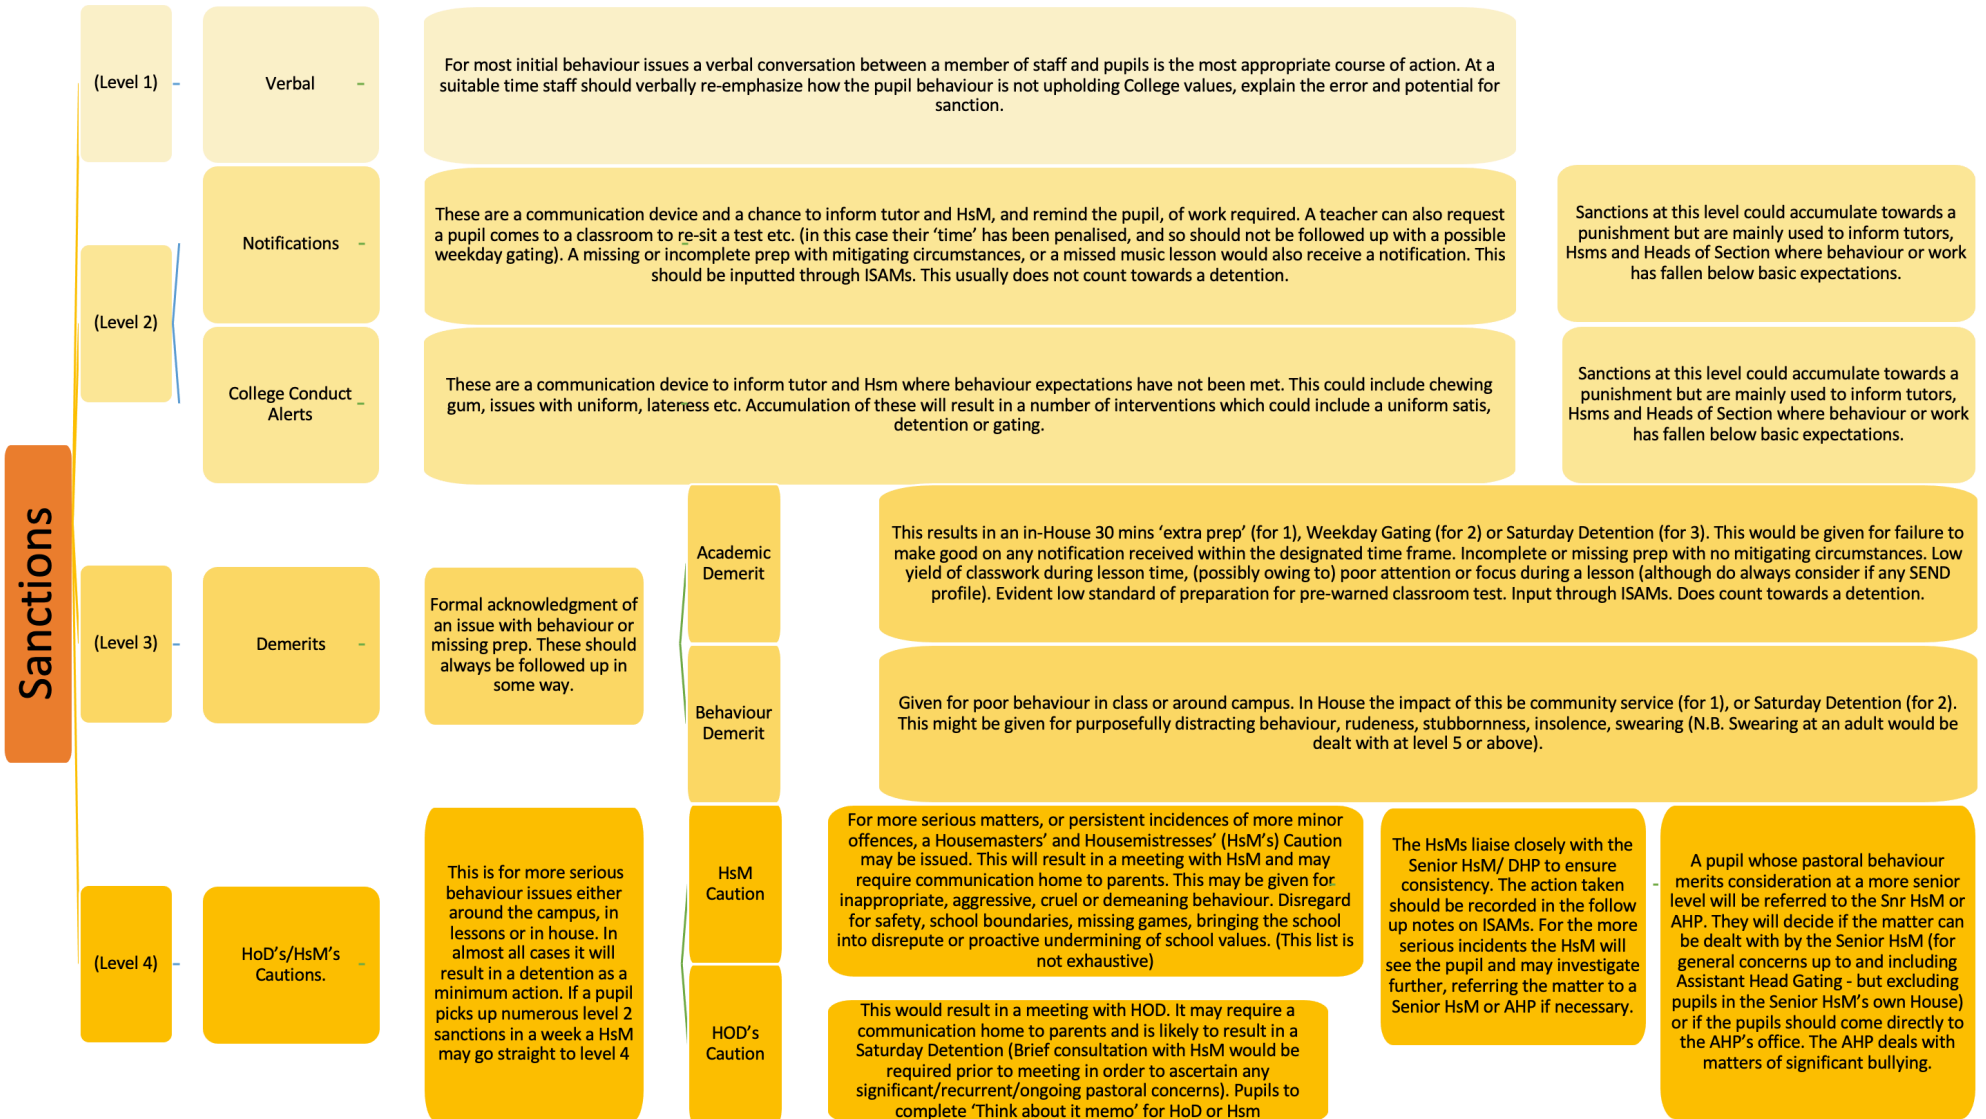 Sanctions
(Level 1)
Verbal
For most initial behaviour issues a verbal conversation between a member of staff and pupils is the most appropriate course of action. At a
suitable time staff should verbally re-emphasize how the pupil behaviour is not upholding College values, explain the error and potential for
sanction.
(Level 2)
Notifications
These are a communication device and a chance to inform tutor and HsM, and remind the pupil, of work required. A teacher can also request
a pupil comes to a classroom to re-sit a test etc. (in this case their ‘time’ has been penalised, and so should not be followed up with a possible
weekday gating). A missing or incomplete prep with mitigating circumstances, or a missed music lesson would also receive a notification. This
should be inputted through ISAMs. This usually does not count towards a detention.
Sanctions at this level could accumulate towards a
punishment but are mainly used to inform tutors,
Hsms and Heads of Section where behaviour or work
has fallen below basic expectations.
College Conduct
Alerts
These are a communication device to inform tutor and Hsm where behaviour expectations have not been met. This could include chewing
gum, issues with uniform, lateness etc. Accumulation of these will result in a number of interventions which could include a uniform satis,
detention or gating.
Sanctions at this level could accumulate towards a
punishment but are mainly used to inform tutors,
Hsms and Heads of Section where behaviour or work
has fallen below basic expectations.
(Level 3)
Demerits
Formal acknowledgment of
an issue with behaviour or
missing prep. These should
always be followed up in
some way.
Academic
Demerit
This results in an in-House 30 mins ‘extra prep’ (for 1), Weekday Gating (for 2) or Saturday Detention (for 3). This would be given for failure to
make good on any notification received within the designated time frame. Incomplete or missing prep with no mitigating circumstances. Low
yield of classwork during lesson time, (possibly owing to) poor attention or focus during a lesson (although do always consider if any SEND
profile). Evident low standard of preparation for pre-warned classroom test. Input through ISAMs. Does count towards a detention.
Behaviour
Demerit
Given for poor behaviour in class or around campus. In House the impact of this be community service (for 1), or Saturday Detention (for 2).
This might be given for purposefully distracting behaviour, rudeness, stubbornness, insolence, swearing (N.B. Swearing at an adult would be
dealt with at level 5 or above).
(Level 4)
HoD’s/HsM’s
Cautions.
This is for more serious
behaviour issues either
around the campus, in
lessons or in house. In
almost all cases it will
result in a detention as a
minimum action. If a pupil
picks up numerous level 2
sanctions in a week a HsM
may go straight to level 4
HsM
Caution
For more serious matters, or persistent incidences of more minor
offences, a Housemasters’ and Housemistresses’ (HsM’s) Caution
may be issued. This will result in a meeting with HsM and may
require communication home to parents. This may be given for
inappropriate, aggressive, cruel or demeaning behaviour. Disregard
for safety, school boundaries, missing games, bringing the school
into disrepute or proactive undermining of school values. (This list is
not exhaustive)
The HsMs liaise closely with the
Senior HsM/ DHP to ensure
consistency. The action taken
should be recorded in the follow
up notes on ISAMs. For the more
serious incidents the HsM will
see the pupil and may investigate
further, referring the matter to a
Senior HsM or AHP if necessary.
A pupil whose pastoral behaviour
merits consideration at a more senior
level will be referred to the Snr HsM or
AHP. They will decide if the matter can
be dealt with by the Senior HsM (for
general concerns up to and including
Assistant Head Gating - but excluding
pupils in the Senior HsM’s own House)
or if the pupils should come directly to
the AHP’s office. The AHP deals with
matters of significant bullying.
HOD’s
Caution
This would result in a meeting with HOD. It may require a
communication home to parents and is likely to result in a
Saturday Detention (Brief consultation with HsM would be
required prior to meeting in order to ascertain any
significant/recurrent/ongoing pastoral concerns). Pupils to
complete ‘Think about it memo’ for HoD or Hsm